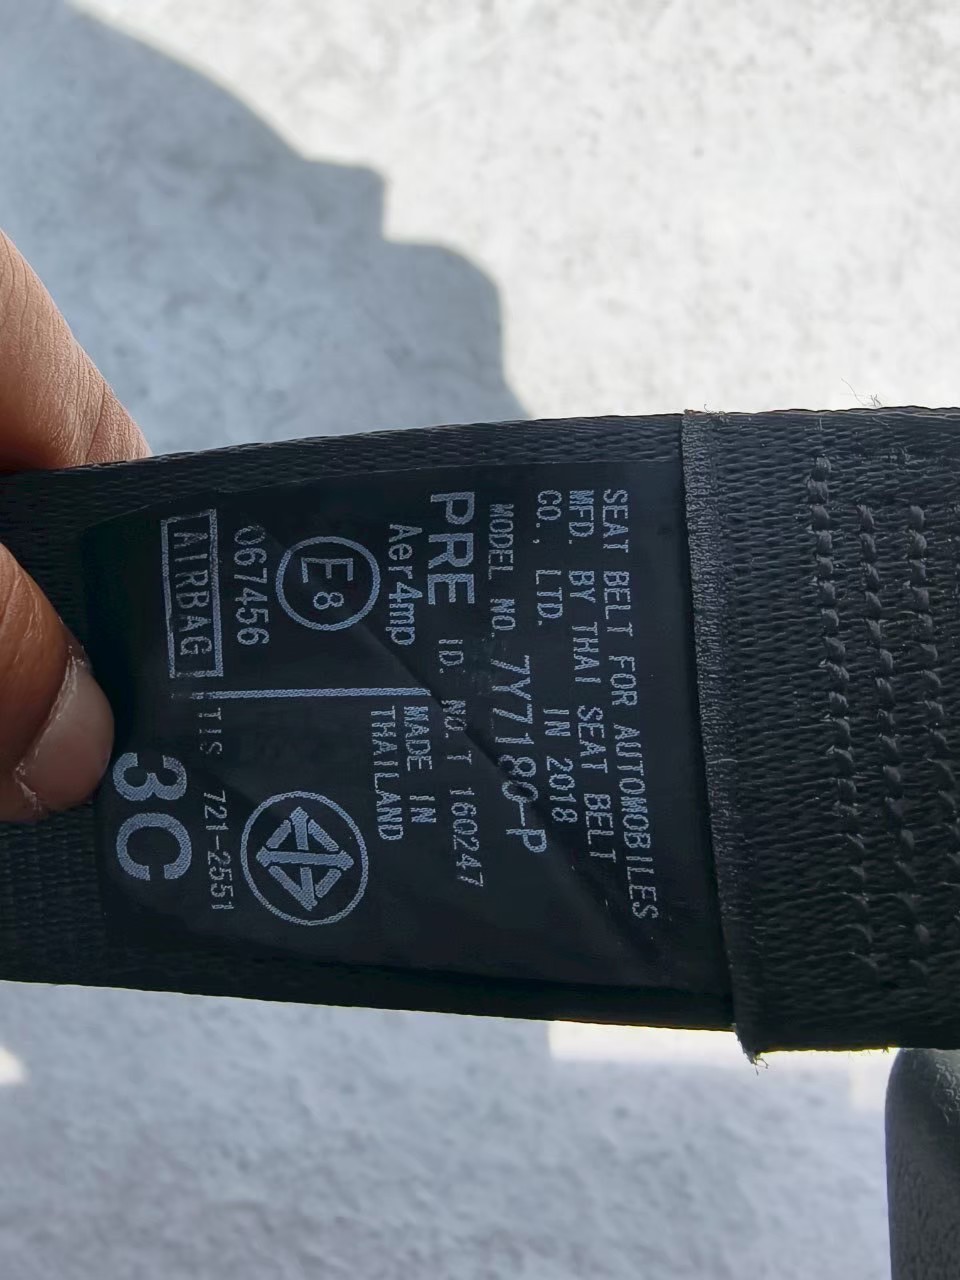 SEAT BELT FOR AUTOMOBILES
MFD. BY THAI SEAT BELT
CO., LTD. IN 2018
MODEL NO. 7Y7180-P
PRE ID. NO. T 160247
Aer4mp
E8
067456
AIRBAG
MADE IN
THAILAND
TIS 721-2551
3C